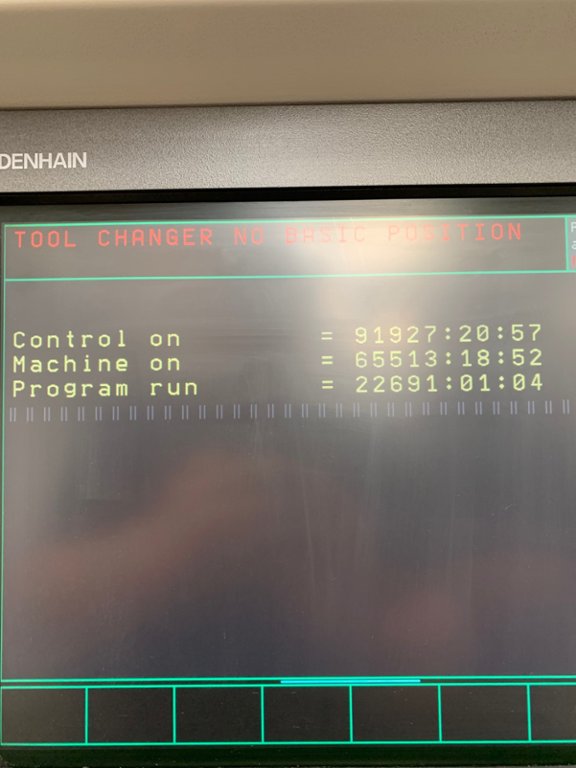 DENHAIN
TOOL CHANGER NO BASIC POSITION
Control on = 91927:20:57
Machine on = 65513:18:52
Program run = 22691:01:04